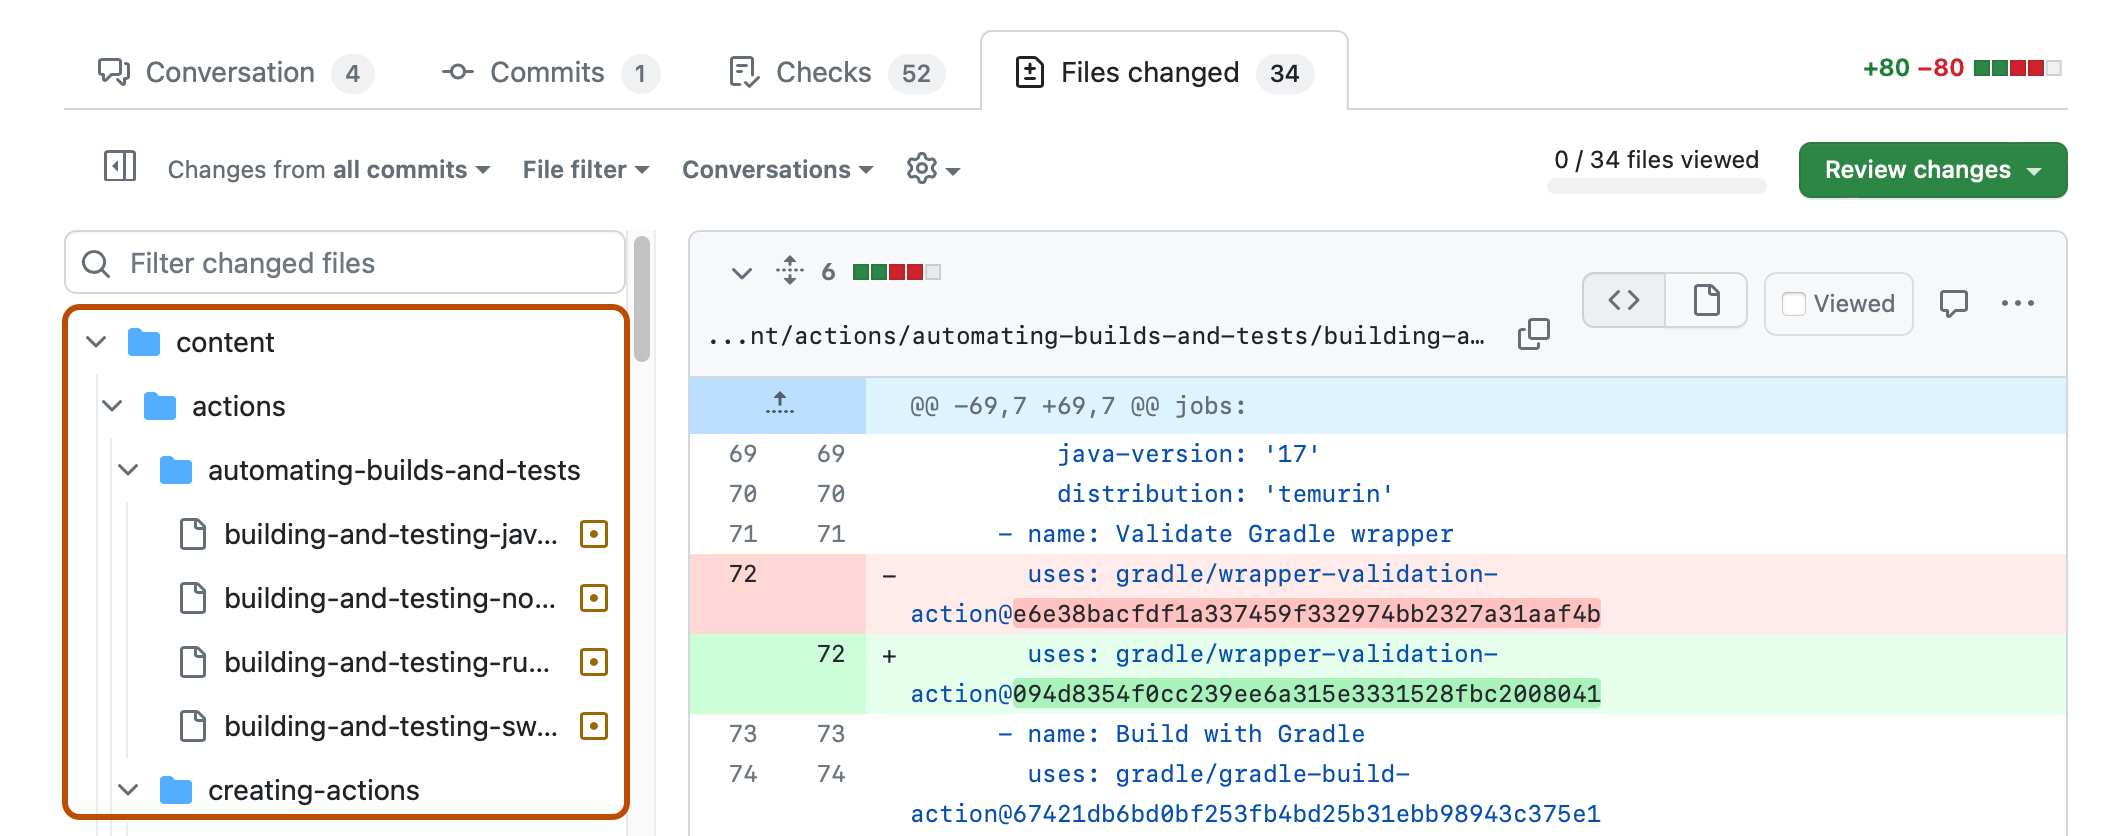 Conversation 4 Commits 1 Checks 52 Files changed 34 +80 −80
Changes from all commits File filter Conversations 0 / 34 files viewed Review changes
Filter changed files
content
actions
automating-builds-and-tests
building-and-testing-jav...
building-and-testing-no...
building-and-testing-ru...
building-and-testing-sw...
creating-actions
6
...nt/actions/automating-builds-and-tests/building-a… Viewed
@@ -69,7 +69,7 @@ jobs:
69 69 java-version: '17'
70 70 distribution: 'temurin'
71 71 - name: Validate Gradle wrapper
72 - uses: gradle/wrapper-validation-
action@e6e38bacfdf1a337459f332974bb2327a31aaf4b
72 + uses: gradle/wrapper-validation-
action@094d8354f0cc239ee6a315e3331528fbc2008041
73 73 - name: Build with Gradle
74 74 uses: gradle/gradle-build-
action@67421db6bd0bf253fb4bd25b31ebb98943c375e1